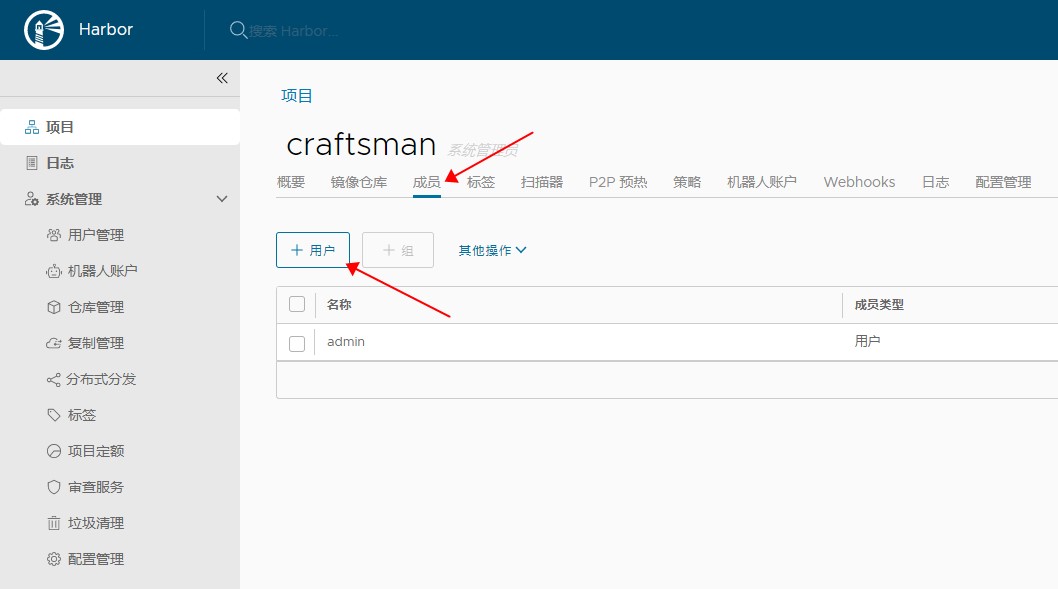 Harbor
搜索 Harbor...
项目
日志
系统管理
用户管理
机器人账户
仓库管理
复制管理
分布式分发
标签
项目定额
审查服务
垃圾清理
配置管理
项目
craftsman 系统管理员
概要 镜像仓库 成员 标签 扫描器 P2P 预热 策略 机器人账户 Webhooks 日志 配置管理
+ 用户 + 组 其他操作
名称 成员类型
admin 用户